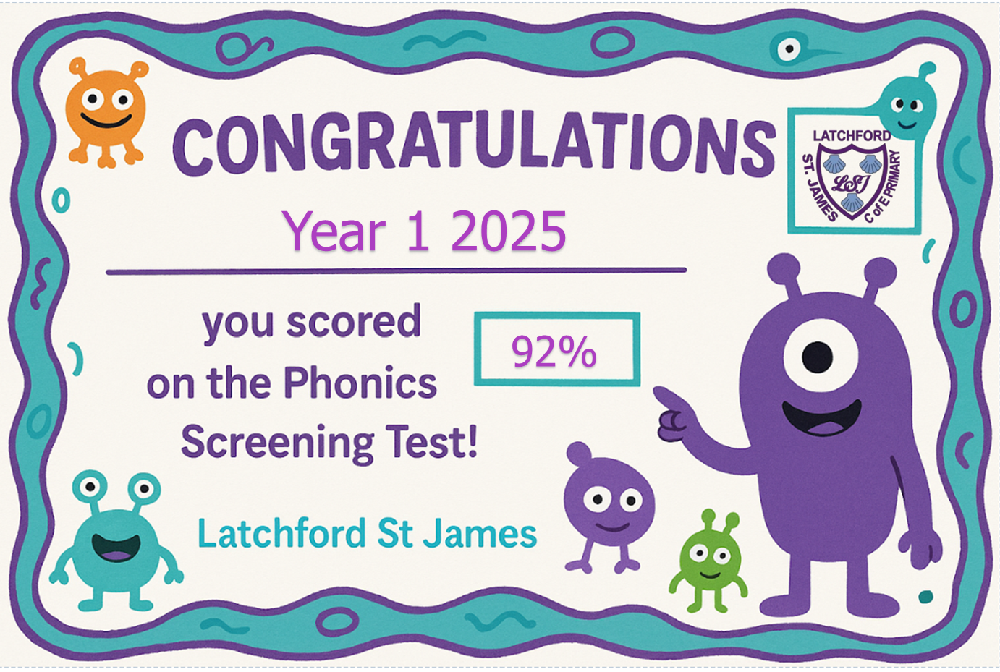 CONGRATULATIONS
LATCHFORD
ST. JAMES
C of E PRIMARY
LSJ
Year 1 2025
you scored
92%
on the Phonics
Screening Test!
Latchford St James